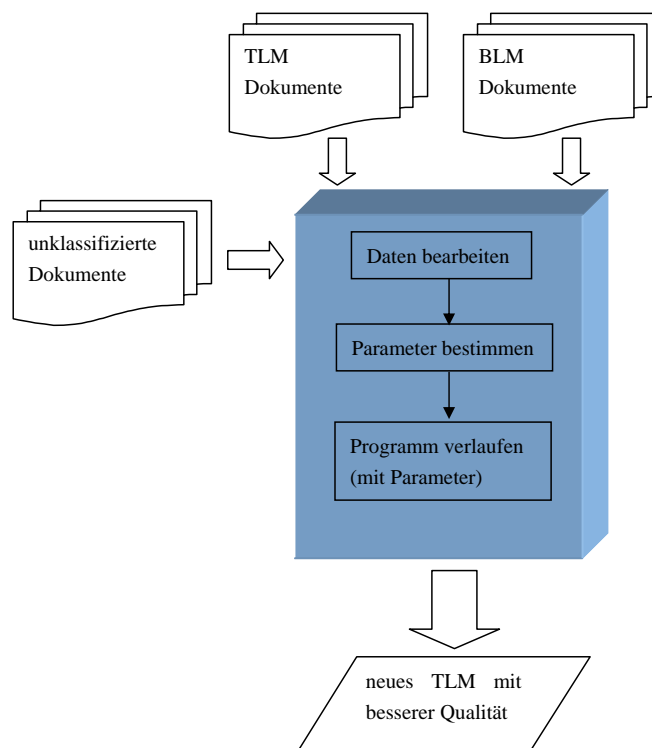 TLM
Dokumente
BLM
Dokumente
unklassifizierte
Dokumente
Daten bearbeiten
Parameter bestimmen
Programm verlaufen
(mit Parameter)
neues TLM mit
besserer Qualität